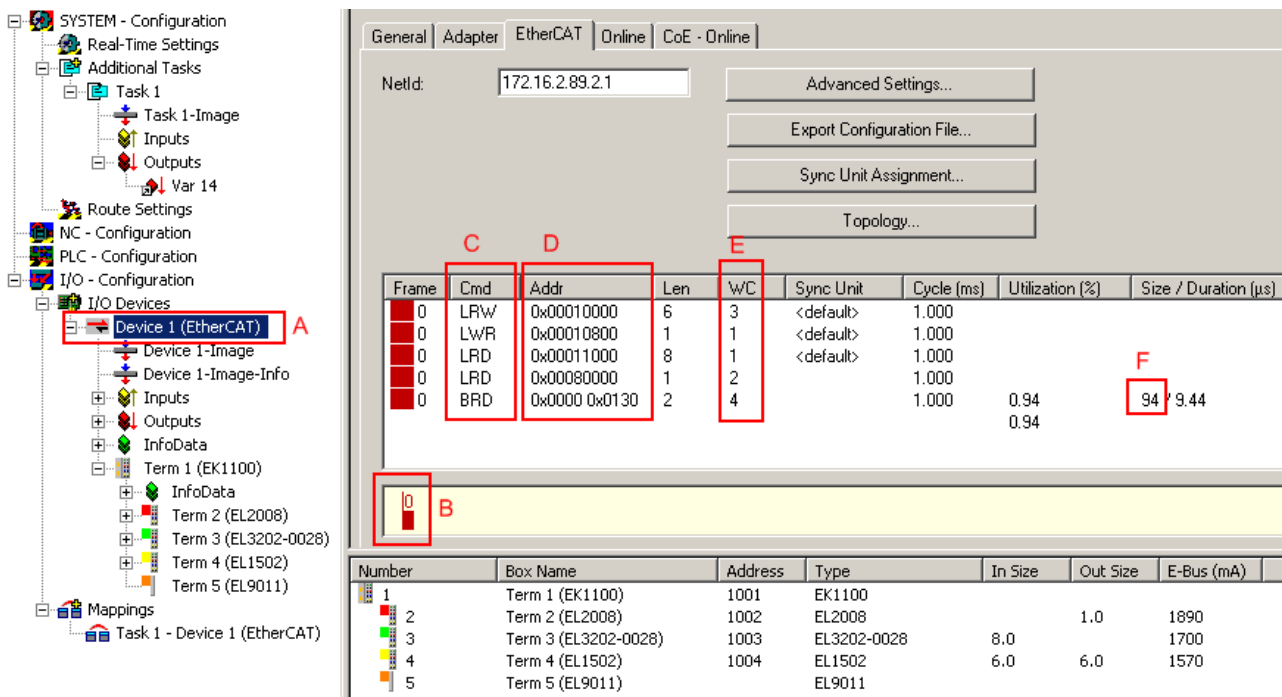 SYSTEM - Configuration
Real-Time Settings
Additional Tasks
Task 1
Task 1-Image
Inputs
Outputs
Var 14
Route Settings
NC - Configuration
PLC - Configuration
I/O - Configuration
I/O Devices
Device 1 (EtherCAT) A
Device 1-Image
Device 1-Image-Info
Inputs
Outputs
InfoData
Term 1 (EK1100)
InfoData
Term 2 (EL2008)
Term 3 (EL3202-0028)
Term 4 (EL1502)
Term 5 (EL9011)
Mappings
Task 1 - Device 1 (EtherCAT)
General Adapter EtherCAT Online CoE - Online
NetId: 172.16.2.89.2.1 Advanced Settings...
Export Configuration File...
Sync Unit Assignment...
Topology...
C D E
Frame Cmd Addr Len WC Sync Unit Cycle (ms) Utilization (%) Size / Duration (µs)
0 LRW 0x00010000 6 3 <default> 1.000
0 LWR 0x00010800 1 1 <default> 1.000
0 LRD 0x00011000 8 1 <default> 1.000
F
0 LRD 0x00080000 1 2 1.000
0 BRD 0x0000 0x0130 2 4 1.000 0.94 94 / 9.44
0.94
0 B
Number Box Name Address Type In Size Out Size E-Bus (mA)
1 Term 1 (EK1100) 1001 EK1100
2 Term 2 (EL2008) 1002 EL2008 1.0 1890
3 Term 3 (EL3202-0028) 1003 EL3202-0028 8.0 1700
4 Term 4 (EL1502) 1004 EL1502 6.0 6.0 1570
5 Term 5 (EL9011) EL9011